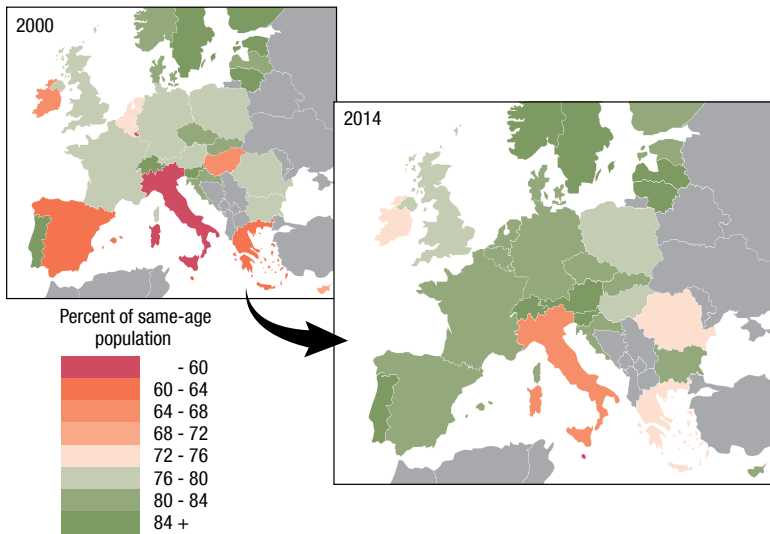 2000
2014
Percent of same-age
population
- 60
60 - 64
64 - 68
68 - 72
72 - 76
76 - 80
80 - 84
84 +